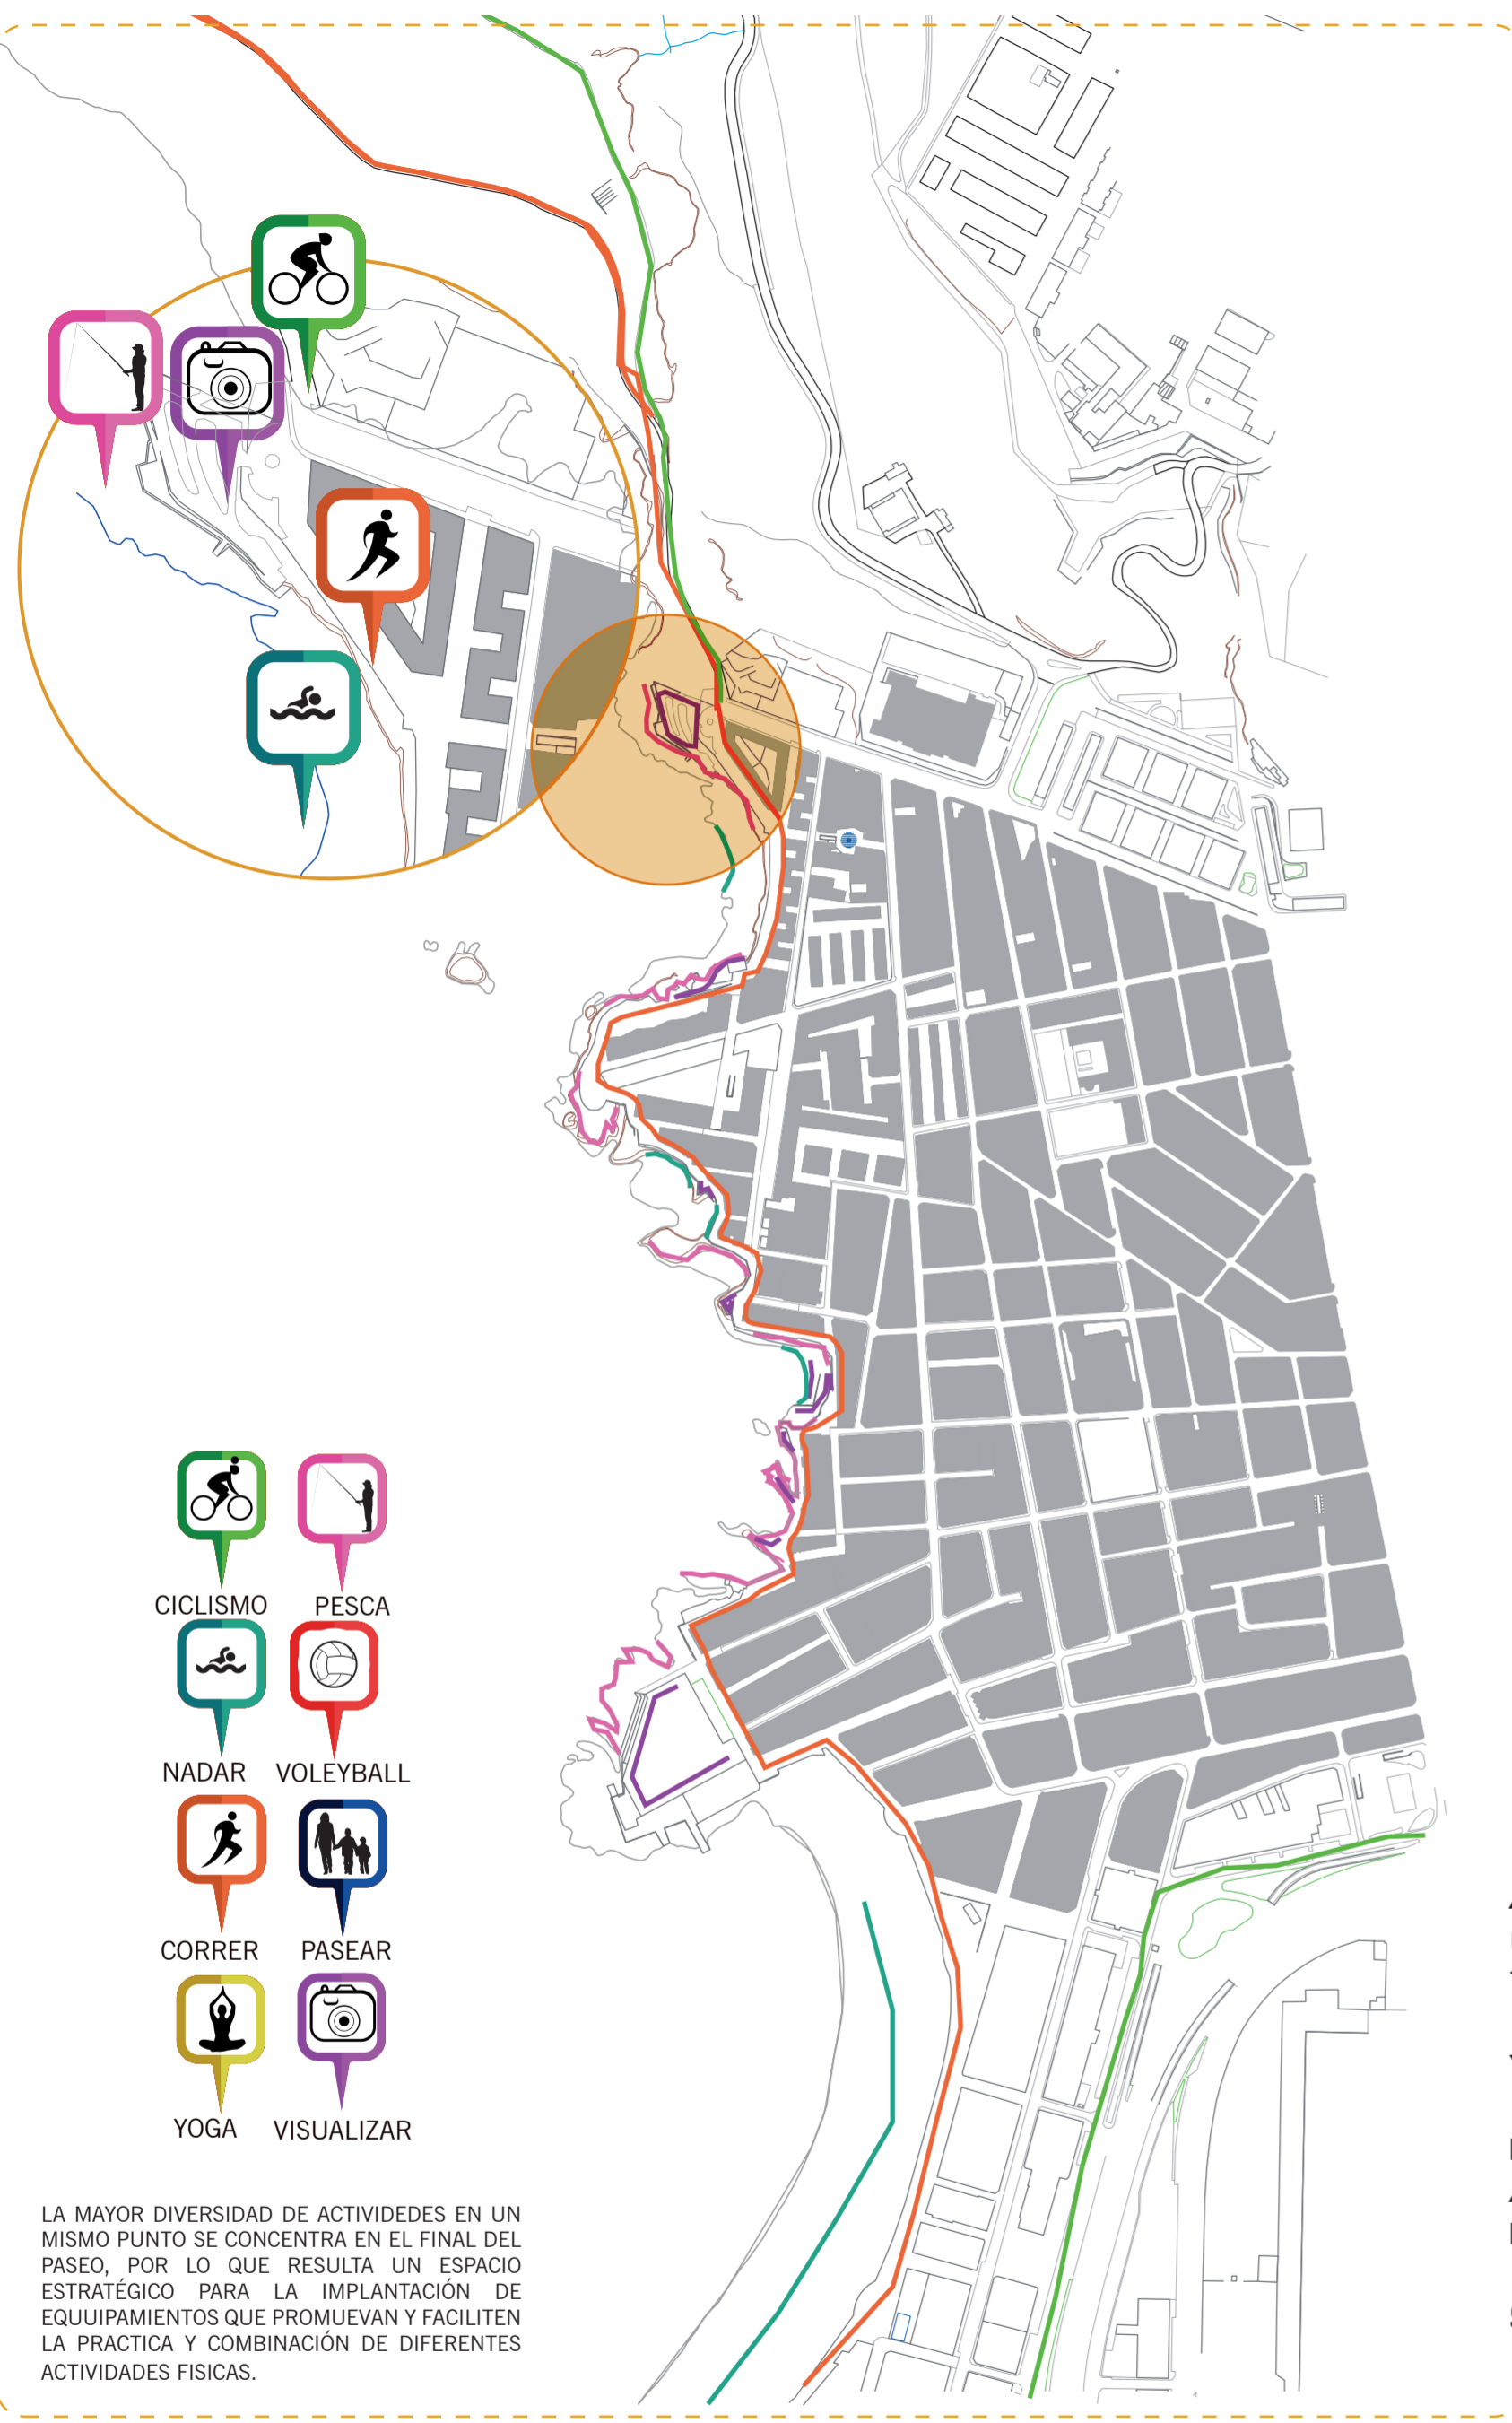 CICLISMO PESCA
NADAR VOLEYBALL
CORRER PASEAR
YOGA VISUALIZAR
LA MAYOR DIVERSIDAD DE ACTIVIDEDES EN UN
MISMO PUNTO SE CONCENTRA EN EL FINAL DEL
PASEO, POR LO QUE RESULTA UN ESPACIO
ESTRATÉGICO PARA LA IMPLANTACIÓN DE
EQUUIPAMIENTOS QUE PROMUEVAN Y FACILITEN
LA PRACTICA Y COMBINACIÓN DE DIFERENTES
ACTIVIDADES FISICAS.